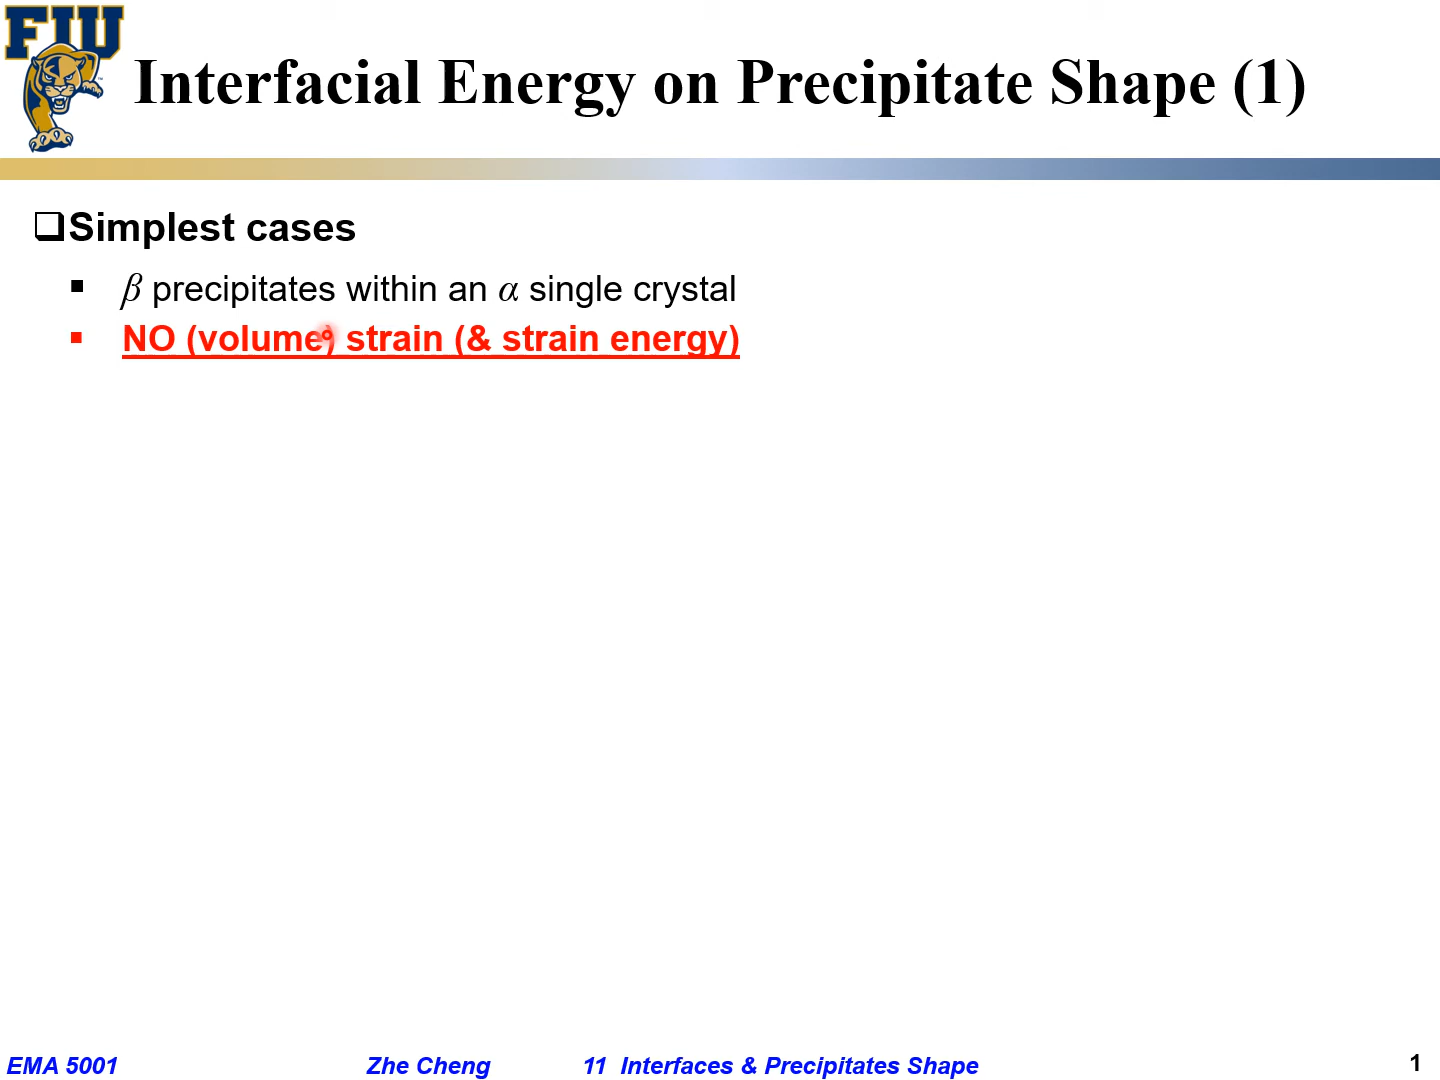 FIU
Interfacial Energy on Precipitate Shape (1)
Simplest cases
β precipitates within an α single crystal
NO (volume) strain (& strain energy)
EMA 5001 Zhe Cheng 11 Interfaces & Precipitates Shape 1